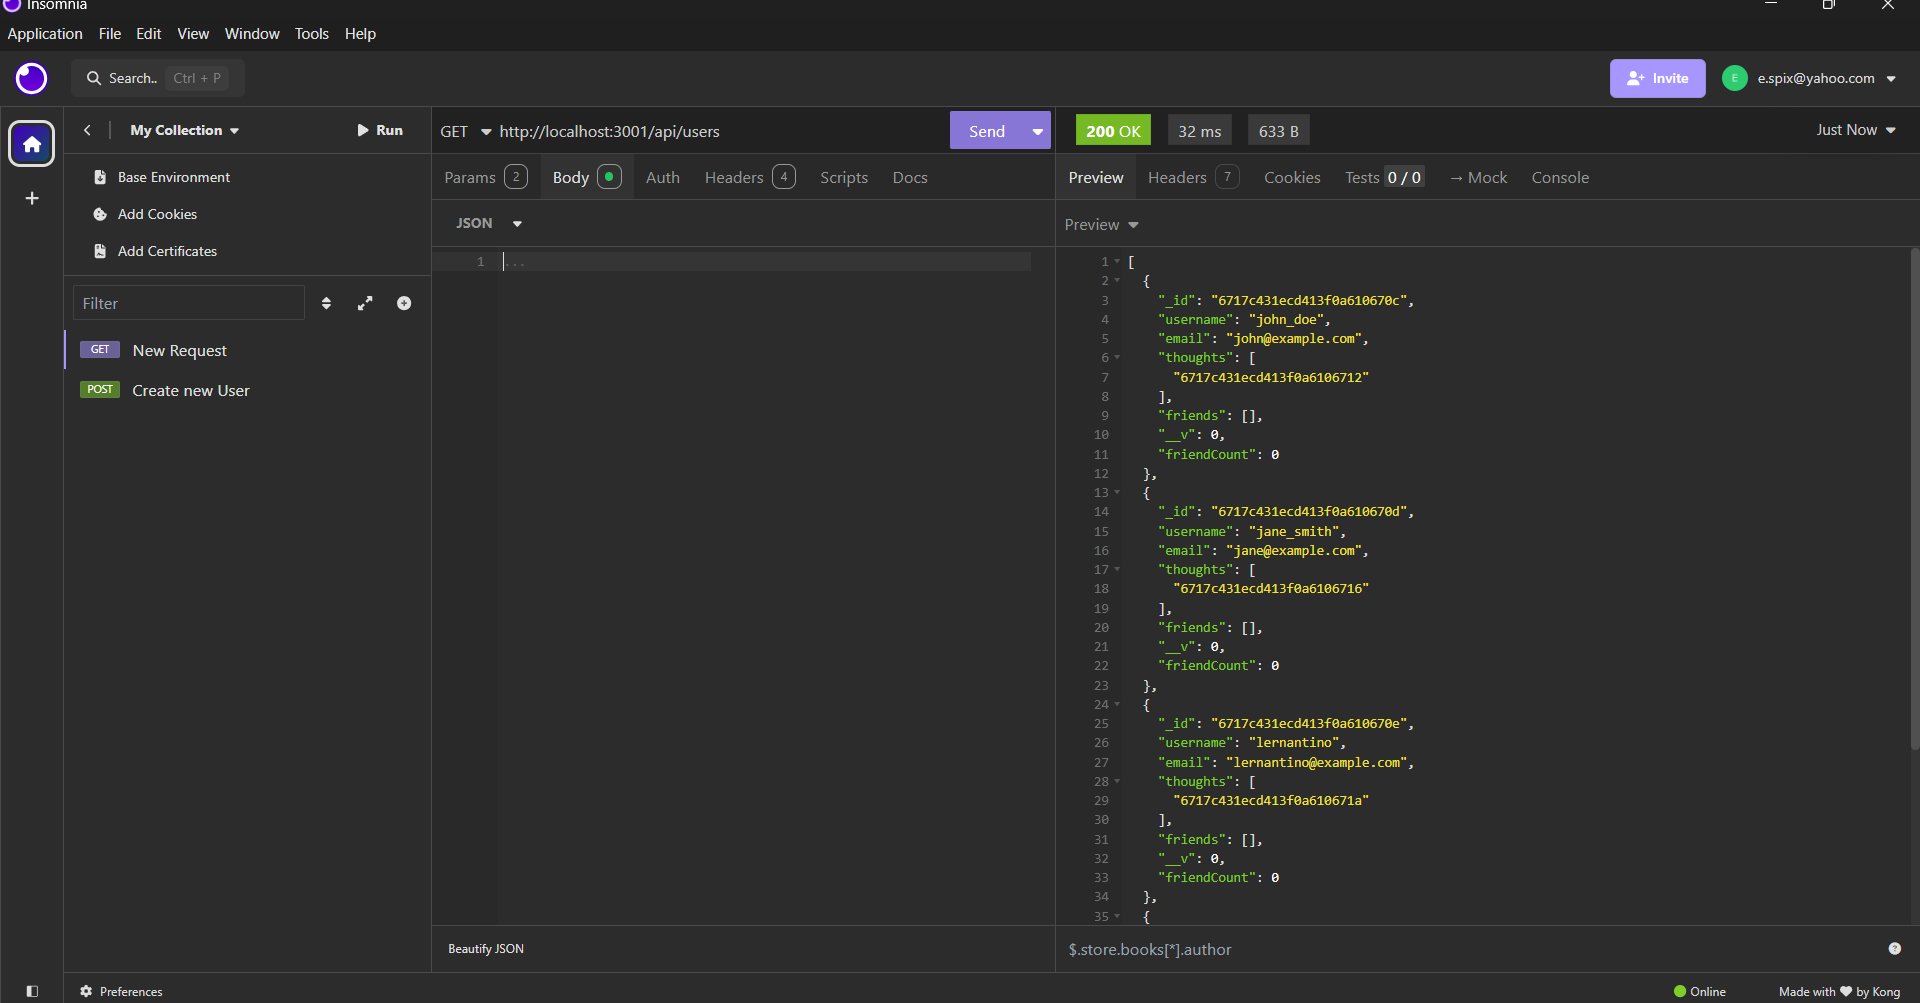 Insomnia
Application File Edit View Window Tools Help
Search.. Ctrl + P
Invite
E
e.spix@yahoo.com
My Collection
Run
Base Environment
Add Cookies
Add Certificates
Filter
GET New Request
POST Create new User
GET http://localhost:3001/api/users
Send
Params 2 Body Auth Headers 4 Scripts Docs
JSON
1 ...
Beautify JSON
200 OK 32 ms 633 B
Just Now
Preview Headers 7 Cookies Tests 0 / 0 → Mock Console
Preview
1 [
2 {
3 "_id": "6717c431ecd413f0a610670c",
4 "username": "john_doe",
5 "email": "john@example.com",
6 "thoughts": [
7 "6717c431ecd413f0a6106712"
8 ],
9 "friends": [],
10 "__v": 0,
11 "friendCount": 0
12 },
13 {
14 "_id": "6717c431ecd413f0a610670d",
15 "username": "jane_smith",
16 "email": "jane@example.com",
17 "thoughts": [
18 "6717c431ecd413f0a6106716"
19 ],
20 "friends": [],
21 "__v": 0,
22 "friendCount": 0
23 },
24 {
25 "_id": "6717c431ecd413f0a610670e",
26 "username": "lernantino",
27 "email": "lernantino@example.com",
28 "thoughts": [
29 "6717c431ecd413f0a610671a"
30 ],
31 "friends": [],
32 "__v": 0,
33 "friendCount": 0
34 },
35 {
$.store.books[*].author
Preferences
Online
Made with ♥ by Kong